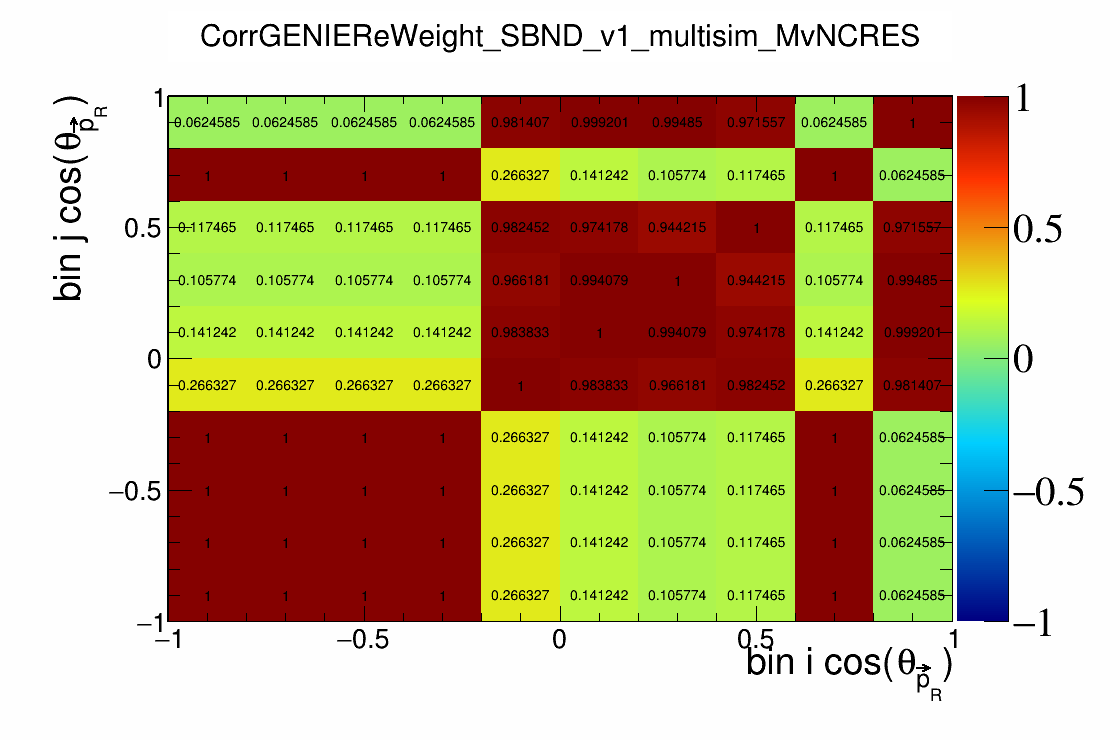 CorrGENIEReWeight_SBND_v1_multisim_MvNCRES
bin j cos(θ_p⃗_R)
1
0.5
0
−0.5
−1
0.0624585 0.0624585 0.0624585 0.0624585 0.981407 0.999201 0.99485 0.971557 0.0624585 1
1 1 1 1 0.266327 0.141242 0.105774 0.117465 1 0.0624585
0.117465 0.117465 0.117465 0.117465 0.982452 0.974178 0.944215 1 0.117465 0.971557
0.105774 0.105774 0.105774 0.105774 0.966181 0.994079 1 0.944215 0.105774 0.99485
0.141242 0.141242 0.141242 0.141242 0.983833 1 0.994079 0.974178 0.141242 0.999201
0.266327 0.266327 0.266327 0.266327 1 0.983833 0.966181 0.982452 0.266327 0.981407
1 1 1 1 0.266327 0.141242 0.105774 0.117465 1 0.0624585
1 1 1 1 0.266327 0.141242 0.105774 0.117465 1 0.0624585
1 1 1 1 0.266327 0.141242 0.105774 0.117465 1 0.0624585
1 1 1 1 0.266327 0.141242 0.105774 0.117465 1 0.0624585
−1 −0.5 0 0.5 1
bin i cos(θ_p⃗_R)
1
0.5
0
−0.5
−1